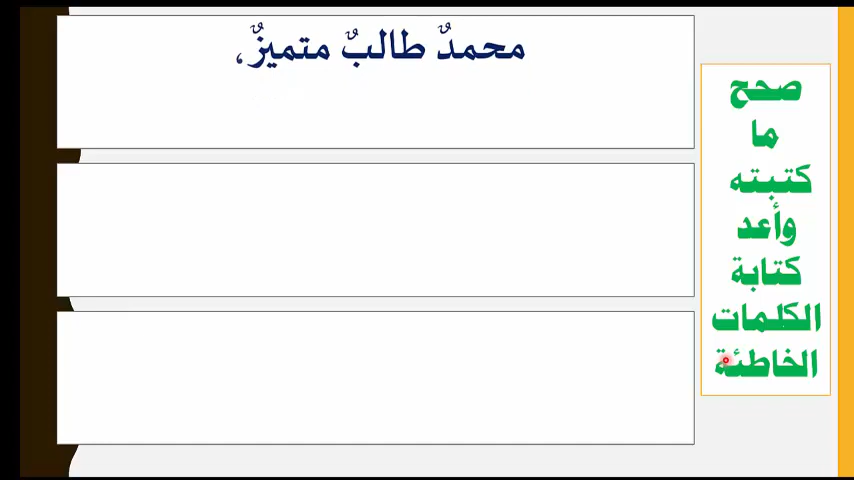 محمدٌ طالبٌ متميزٌ،
صحح
ما
كتبته
وأعد
كتابة
الكلمات
الخاطئة